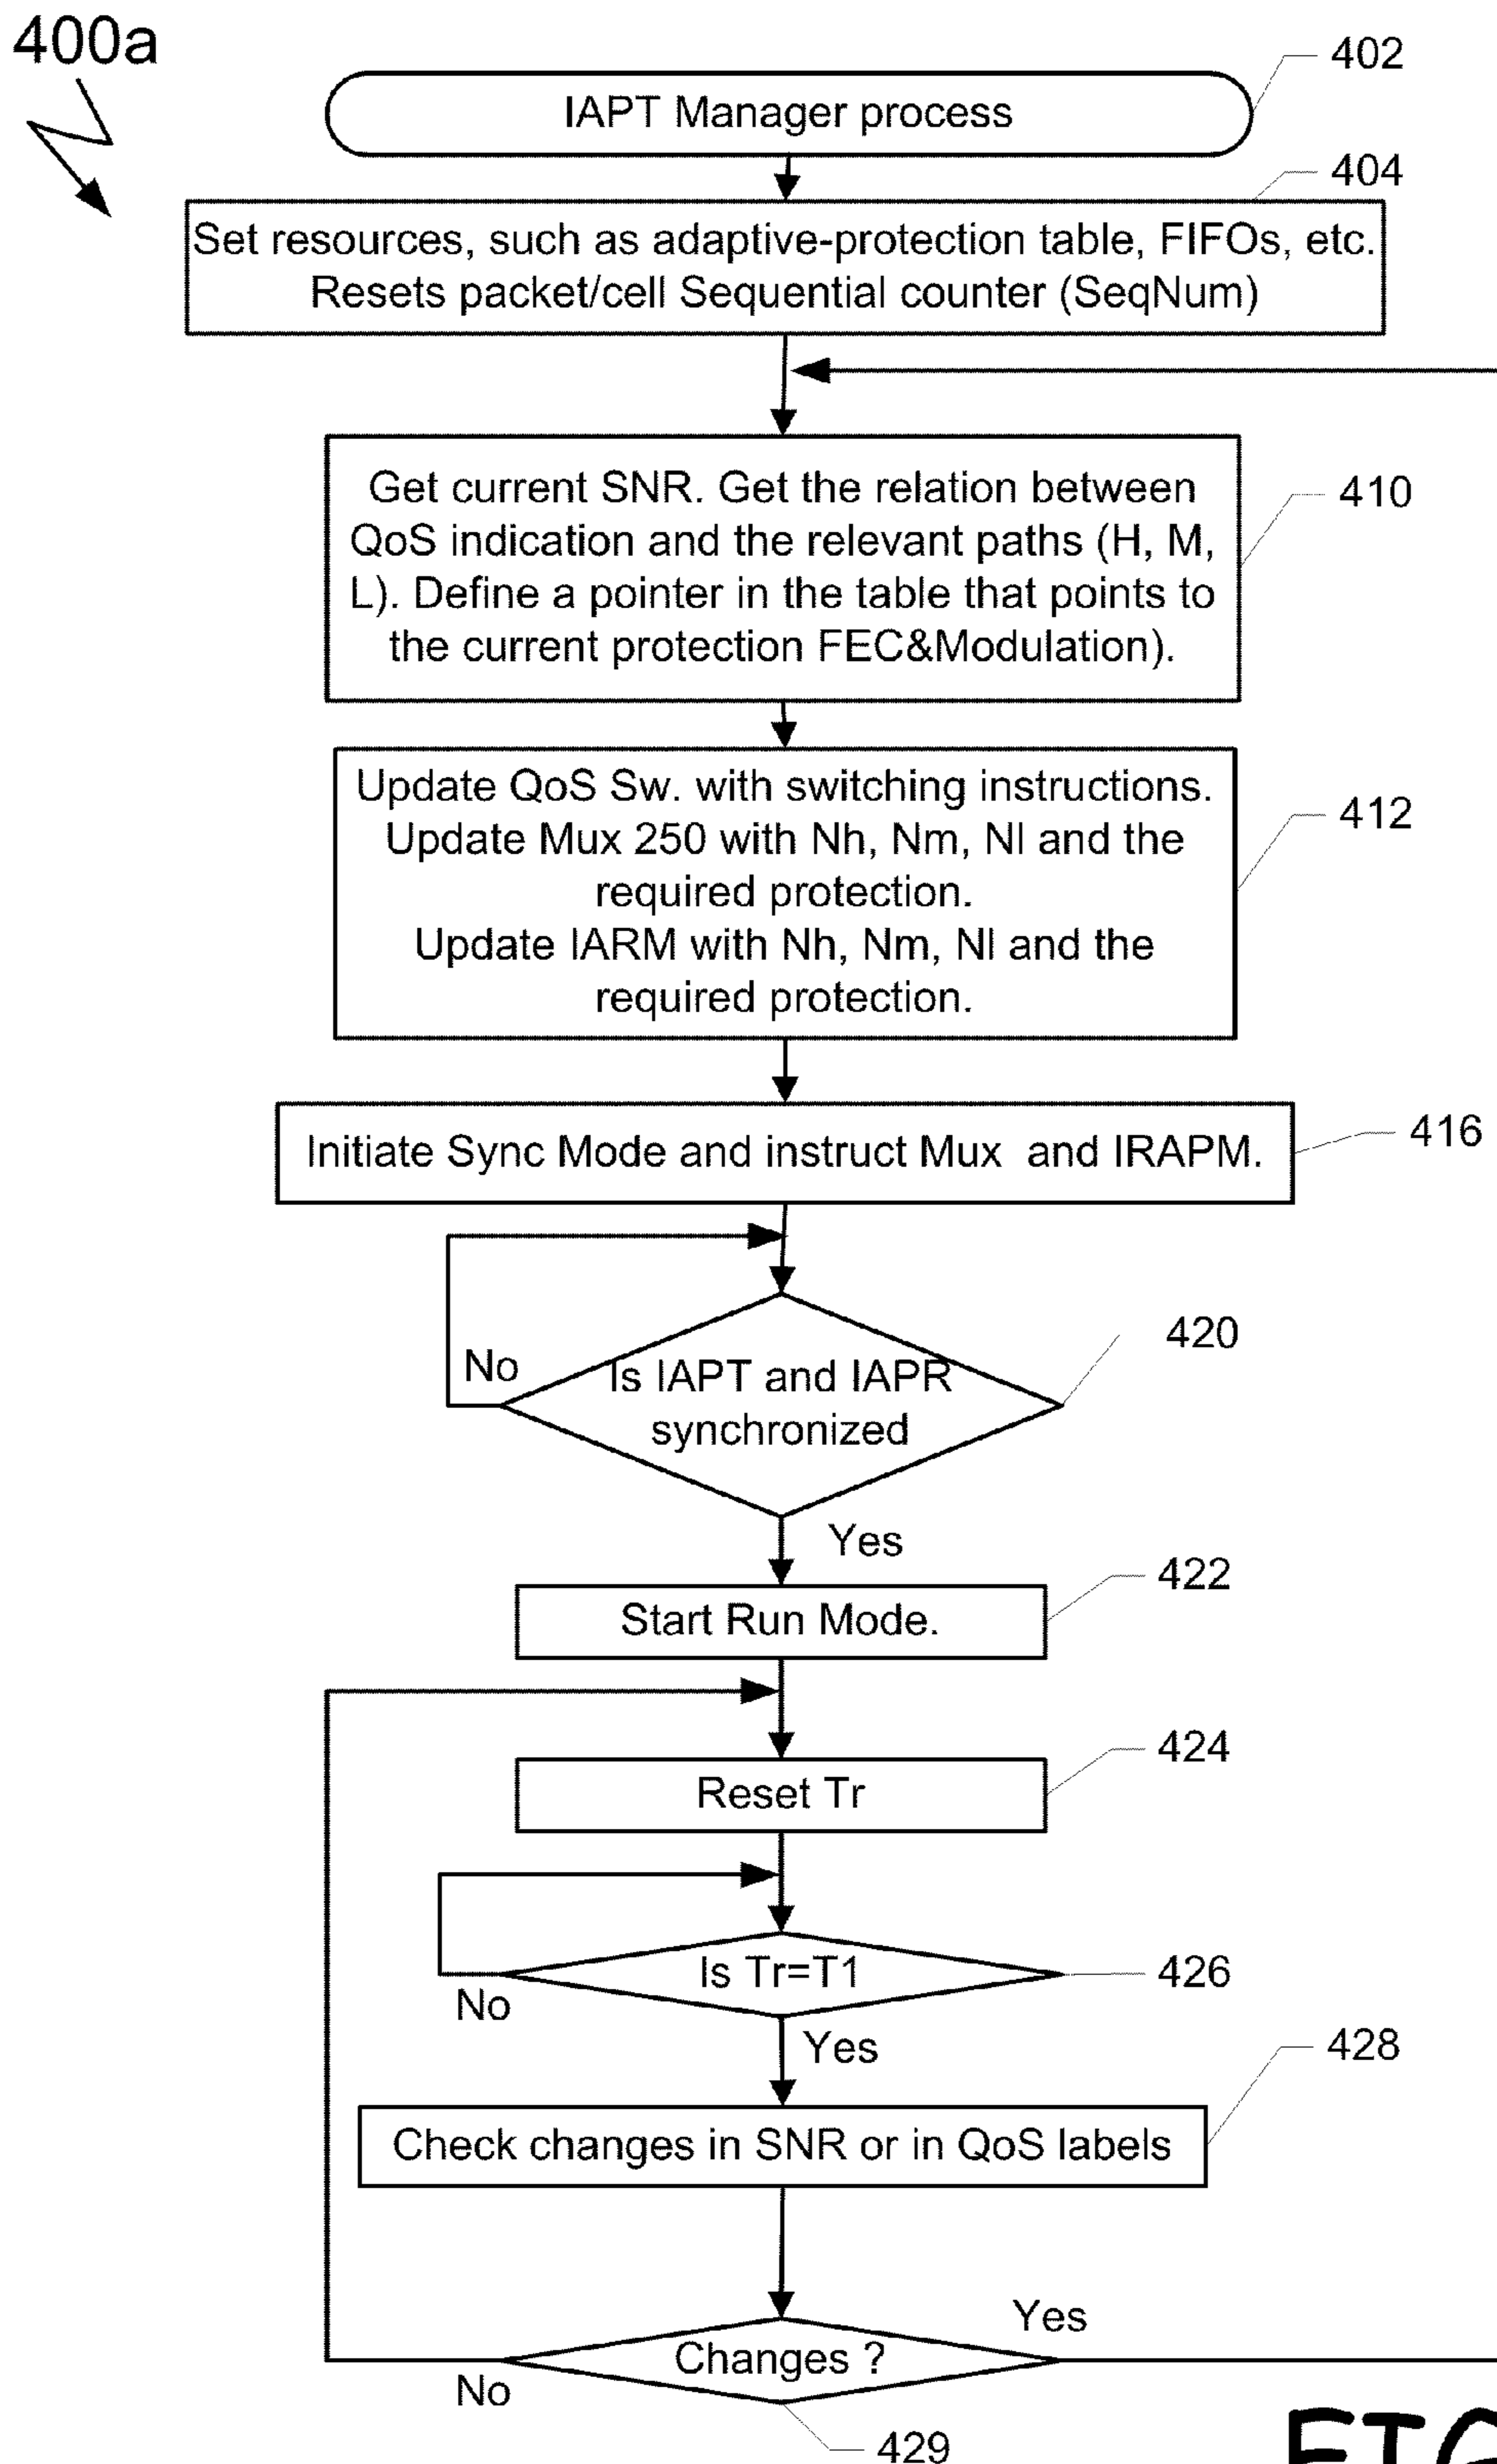 400a
402
IAPT Manager process
404
Set resources, such as adaptive-protection table, FIFOs, etc.
Resets packet/cell Sequential counter (SeqNum)
Get current SNR. Get the relation between
QoS indication and the relevant paths (H, M,
L). Define a pointer in the table that points to
the current protection FEC&Modulation).
410
Update QoS Sw. with switching instructions.
Update Mux 250 with Nh, Nm, Nl and the
required protection.
Update IARM with Nh, Nm, Nl and the
required protection.
412
Initiate Sync Mode and instruct Mux and IRAPM.
416
420
No
Is IAPT and IAPR
synchronized
Yes
422
Start Run Mode.
424
Reset Tr
Is Tr=T1
426
No
Yes
428
Check changes in SNR or in QoS labels
Yes
Changes ?
No
429
FIG